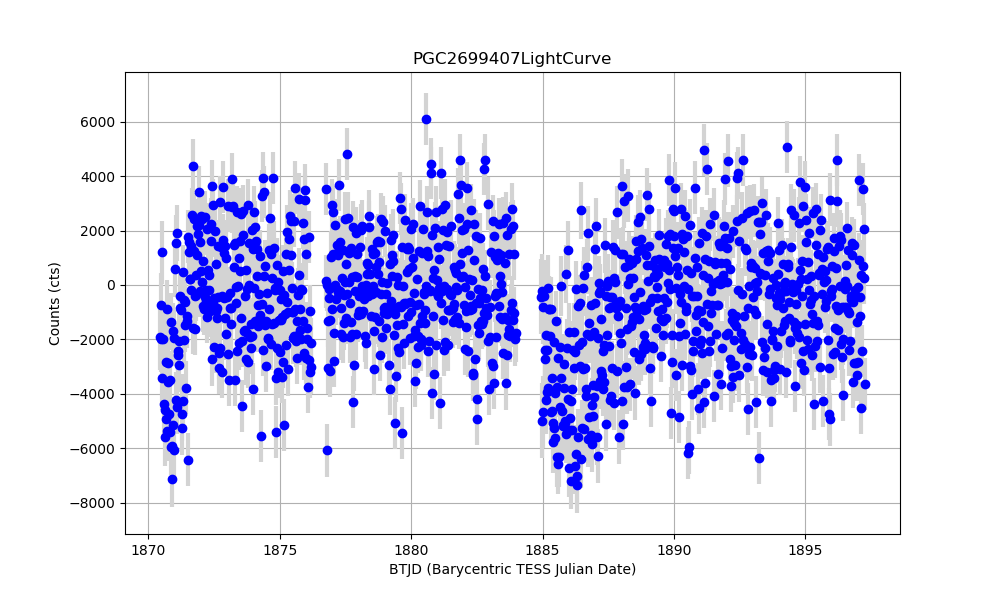 PGC2699407LightCurve
6000
4000
2000
0
−2000
−4000
−6000
−8000
Counts (cts)
1870 1875 1880 1885 1890 1895
BTJD (Barycentric TESS Julian Date)